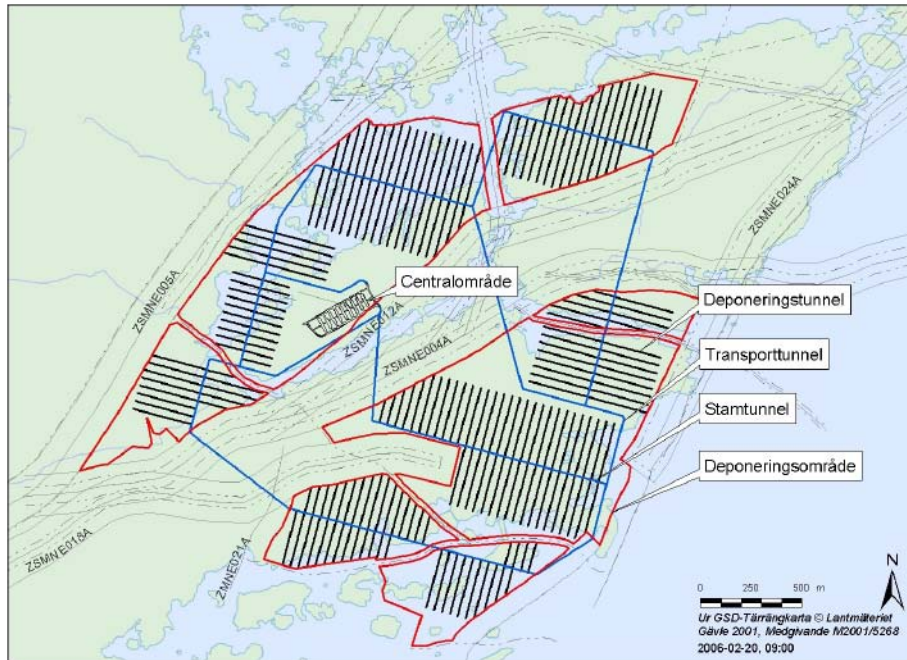 ZSMNE024A
ZSMNE005A
Centralområde
Deponeringstunnel
ZSMNE012A
ZSMNE004A
Transporttunnel
Stamtunnel
Deponeringsområde
ZSMNE018A
ZMNE021A
N
0 250 500 m
Ur GSD-Tärrängkarta © Lantmäteriet
Gävle 2001, Medgivande M2001/5268
2006-02-20, 09:00